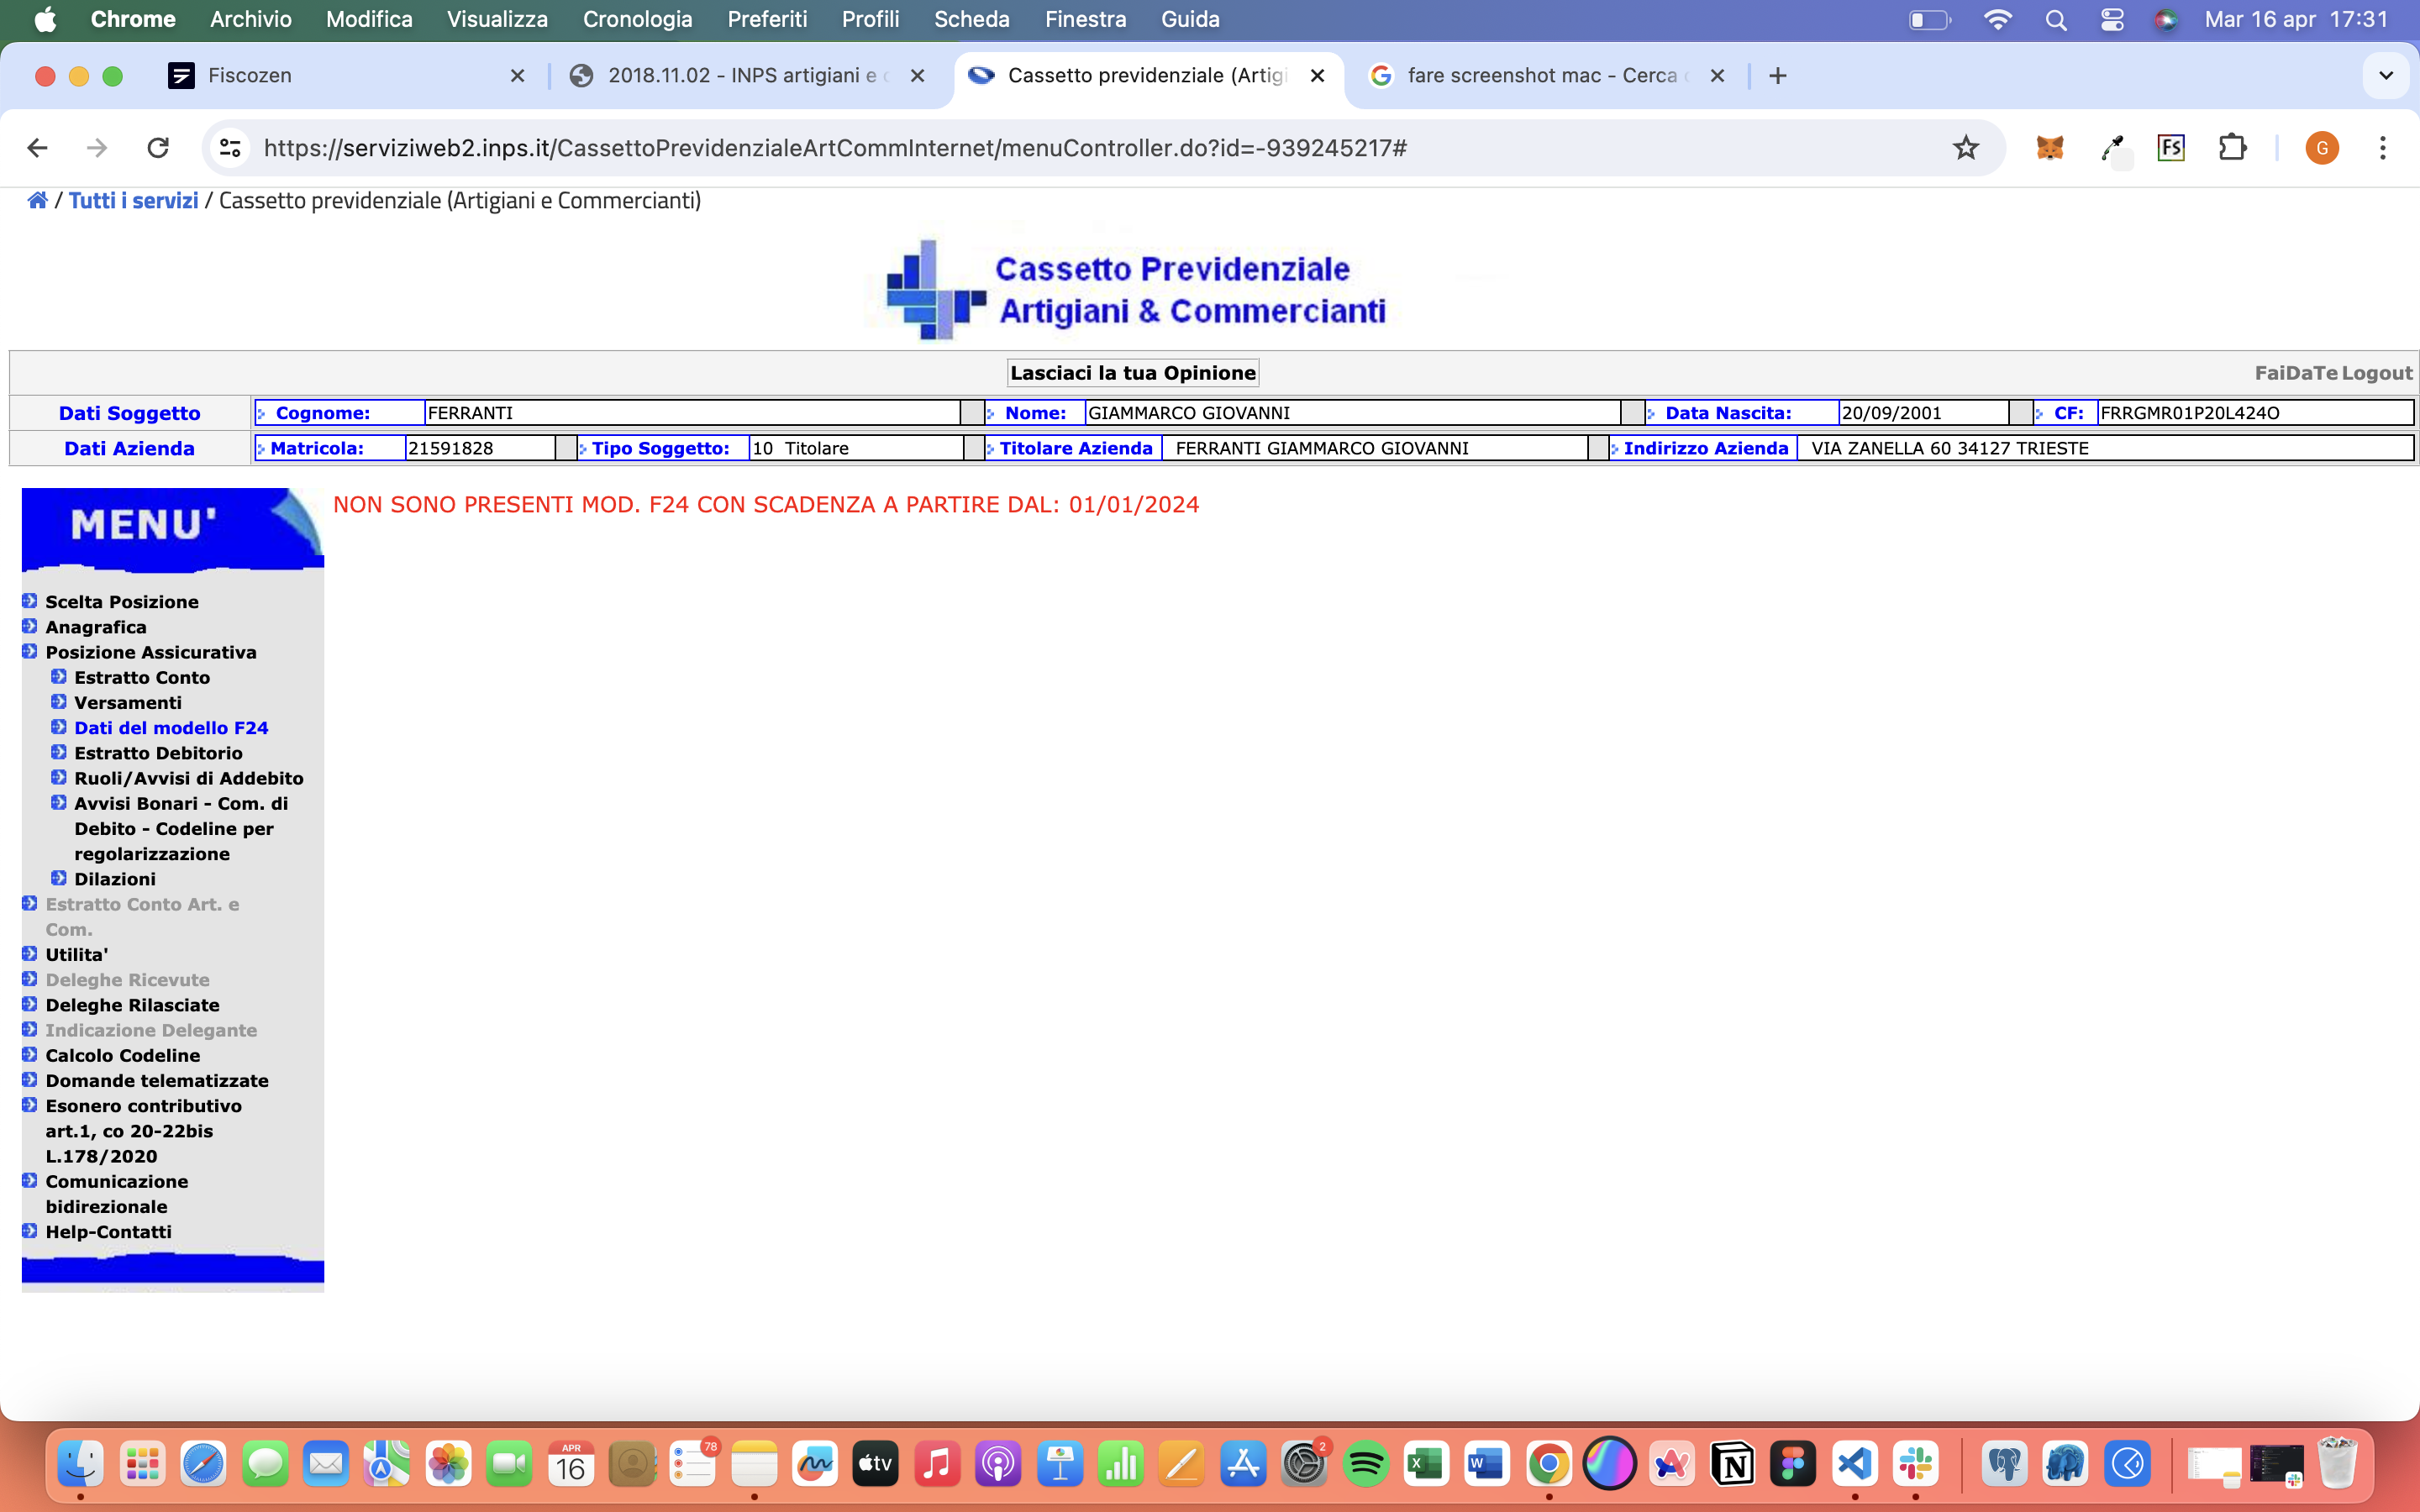 Chrome Archivio Modifica Visualizza Cronologia Preferiti Profili Scheda Finestra Guida Mar 16 apr 17:31
Fiscozen 2018.11.02 - INPS artigiani e Cassetto previdenziale (Artigi fare screenshot mac - Cerca
https://serviziweb2.inps.it/CassettoPrevidenzialeArtCommInternet/menuController.do?id=-939245217# FS G
/ Tutti i servizi / Cassetto previdenziale (Artigiani e Commercianti)
Cassetto Previdenziale
Artigiani & Commercianti
Lasciaci la tua Opinione FaiDaTe Logout
Dati Soggetto Cognome: FERRANTI Nome: GIAMMARCO GIOVANNI Data Nascita: 20/09/2001 CF: FRRGMR01P20L424O
Dati Azienda Matricola: 21591828 Tipo Soggetto: 10 Titolare Titolare Azienda FERRANTI GIAMMARCO GIOVANNI Indirizzo Azienda VIA ZANELLA 60 34127 TRIESTE
MENU'
NON SONO PRESENTI MOD. F24 CON SCADENZA A PARTIRE DAL: 01/01/2024
Scelta Posizione
Anagrafica
Posizione Assicurativa
Estratto Conto
Versamenti
Dati del modello F24
Estratto Debitorio
Ruoli/Avvisi di Addebito
Avvisi Bonari - Com. di
Debito - Codeline per
regolarizzazione
Dilazioni
Estratto Conto Art. e
Com.
Utilita'
Deleghe Ricevute
Deleghe Rilasciate
Indicazione Delegante
Calcolo Codeline
Domande telematizzate
Esonero contributivo
art.1, co 20-22bis
L.178/2020
Comunicazione
bidirezionale
Help-Contatti
APR
16
78
tv
2
X
W
N